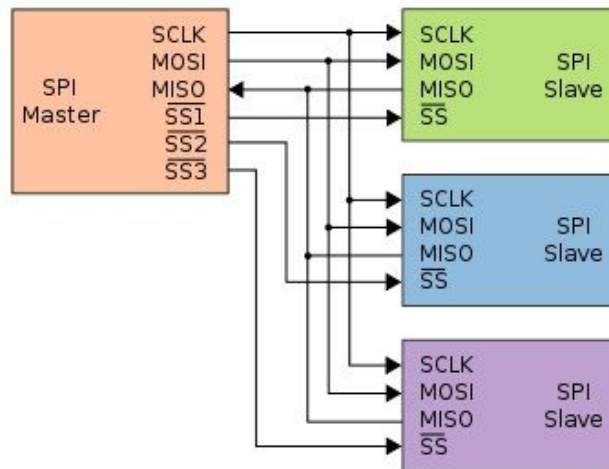 SPI
Master
SCLK
MOSI
MISO
SS1
SS2
SS3
SCLK
MOSI
MISO
SS
SPI
Slave
SCLK
MOSI
MISO
SS
SPI
Slave
SCLK
MOSI
MISO
SS
SPI
Slave